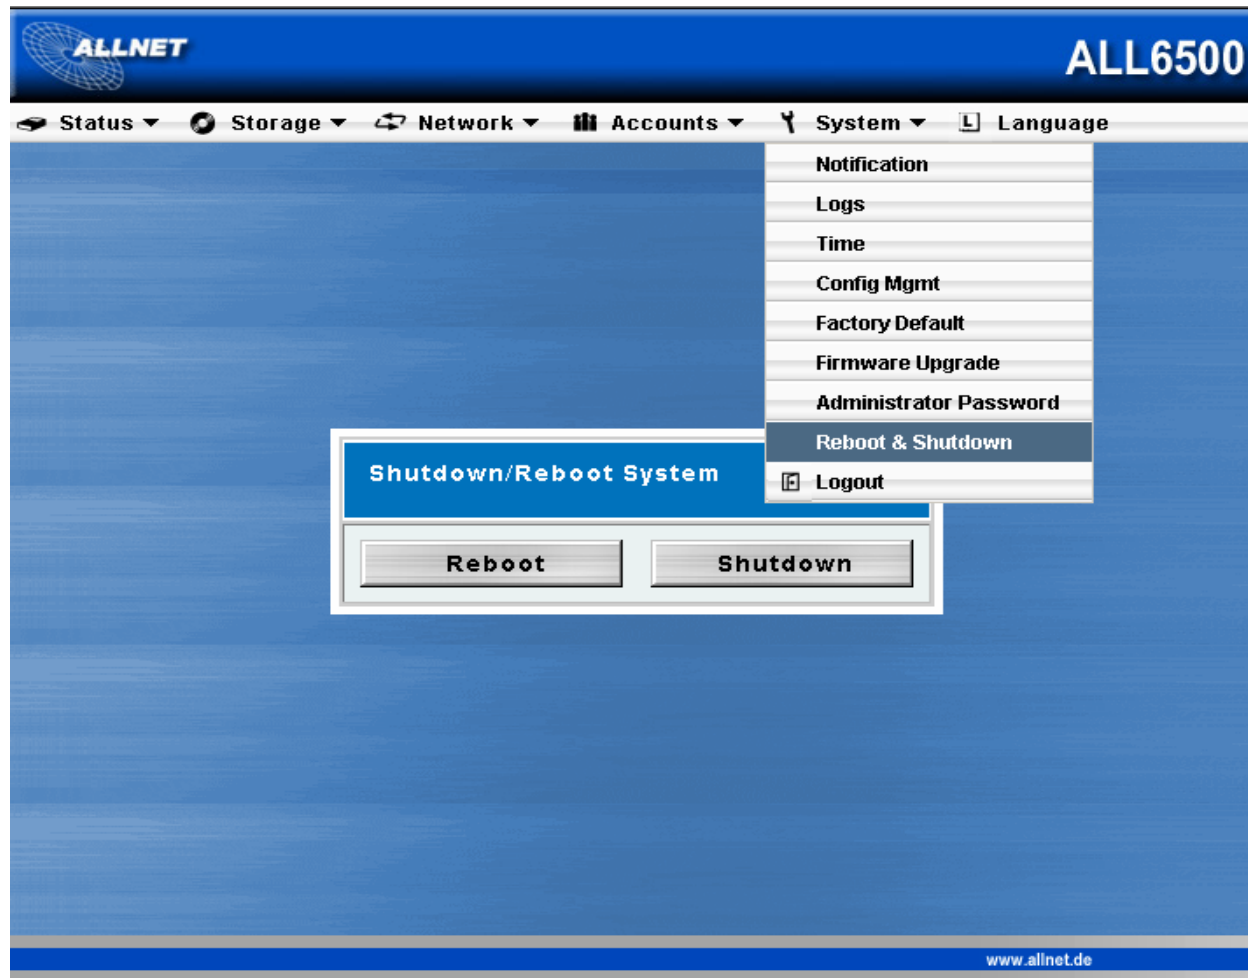 ALLNET
ALL6500
Status Storage Network Accounts System L Language
Notification
Logs
Time
Config Mgmt
Factory Default
Firmware Upgrade
Administrator Password
Reboot & Shutdown
Logout
Shutdown/Reboot System
Reboot Shutdown
www.allnet.de